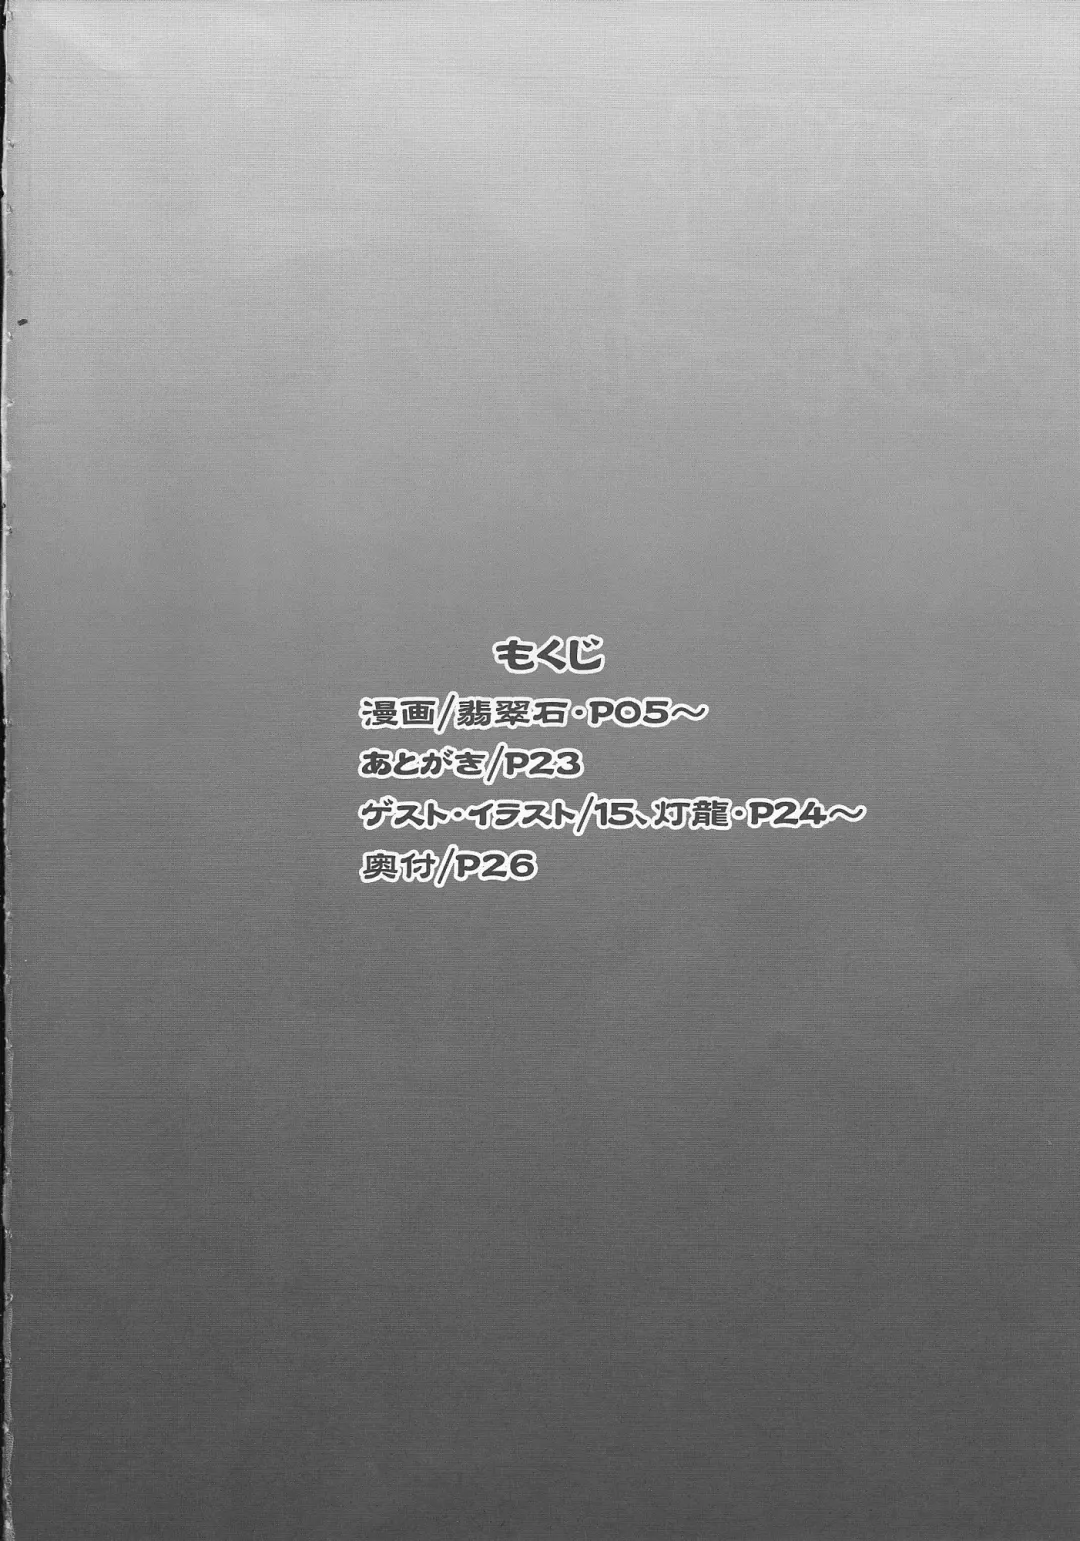 もくじ
漫画/翡翠石・P05～
あとがき/P23
ゲスト・イラスト/15、灯龍・P24～
奥付/P26